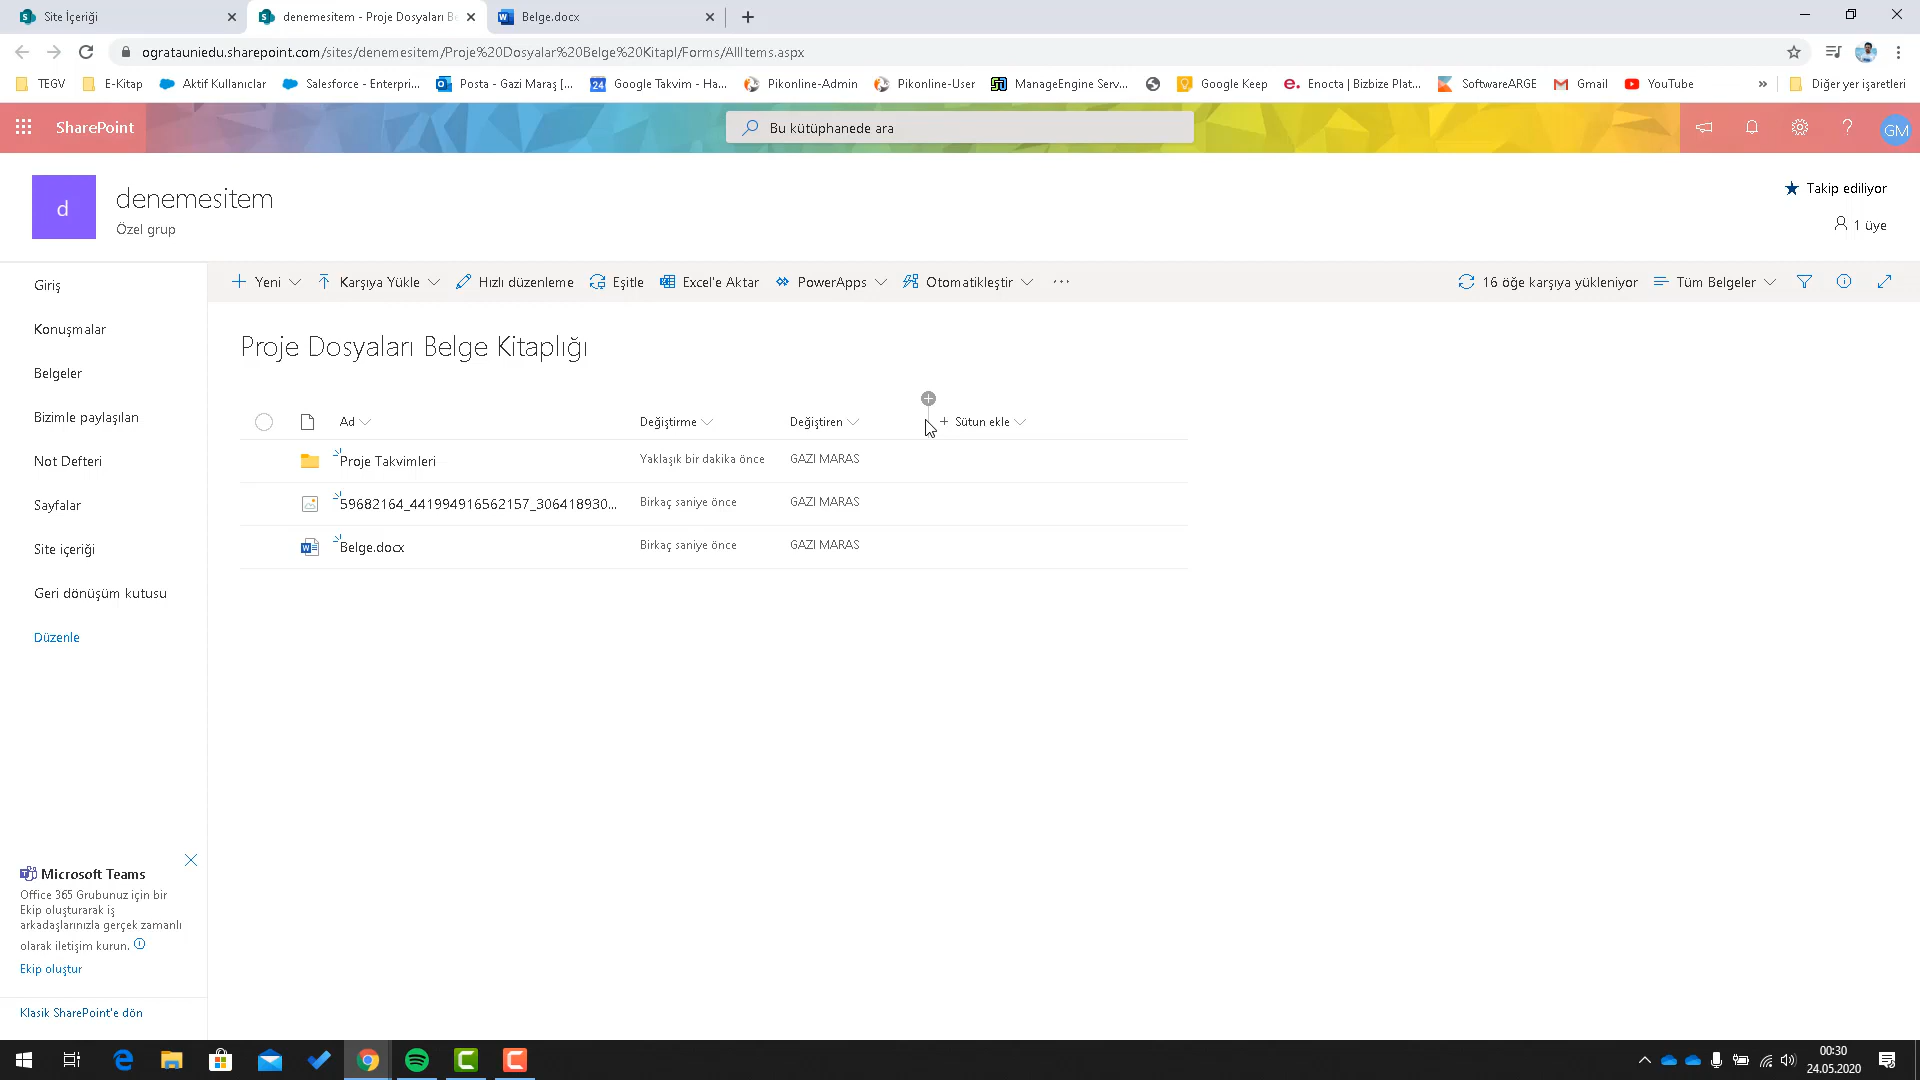 Site İçeriği
denemesitem - Proje Dosyaları Be
Belge.docx
ogratauniedu.sharepoint.com/sites/denemesitem/Proje%20Dosyalar%20Belge%20Kitapl/Forms/AllItems.aspx
TEGV
E-Kitap
Aktif Kullanıclar
Salesforce - Enterpri...
Posta - Gazi Maraş [...
24
Google Takvim - Ha...
Pikonline-Admin
Pikonline-User
ManageEngine Serv...
Google Keep
Enocta | Bizbize Plat...
SoftwareARGE
Gmail
YouTube
»
Diğer yer işaretleri
SharePoint
Bu kütüphanede ara
?
GM
d
denemesitem
Özel grup
Takip ediliyor
1 üye
Giriş
Konuşmalar
Belgeler
Bizimle paylaşılan
Not Defteri
Sayfalar
Site içeriği
Geri dönüşüm kutusu
Düzenle
Yeni
Karşıya Yükle
Hızlı düzenleme
Eşitle
Excel'e Aktar
PowerApps
Otomatikleştir
...
16 öğe karşıya yükleniyor
Tüm Belgeler
Proje Dosyaları Belge Kitaplığı
Ad
Değiştirme
Değiştiren
+ Sütun ekle
Proje Takvimleri
Yaklaşık bir dakika önce
GAZI MARAS
59682164_441994916562157_306418930...
Birkaç saniye önce
GAZI MARAS
Belge.docx
Birkaç saniye önce
GAZI MARAS
Microsoft Teams
Office 365 Grubunuz için bir
Ekip oluşturarak iş
arkadaşlarınızla gerçek zamanlı
olarak iletişim kurun.
Ekip oluştur
Klasik SharePoint'e dön
00:30
24.05.2020